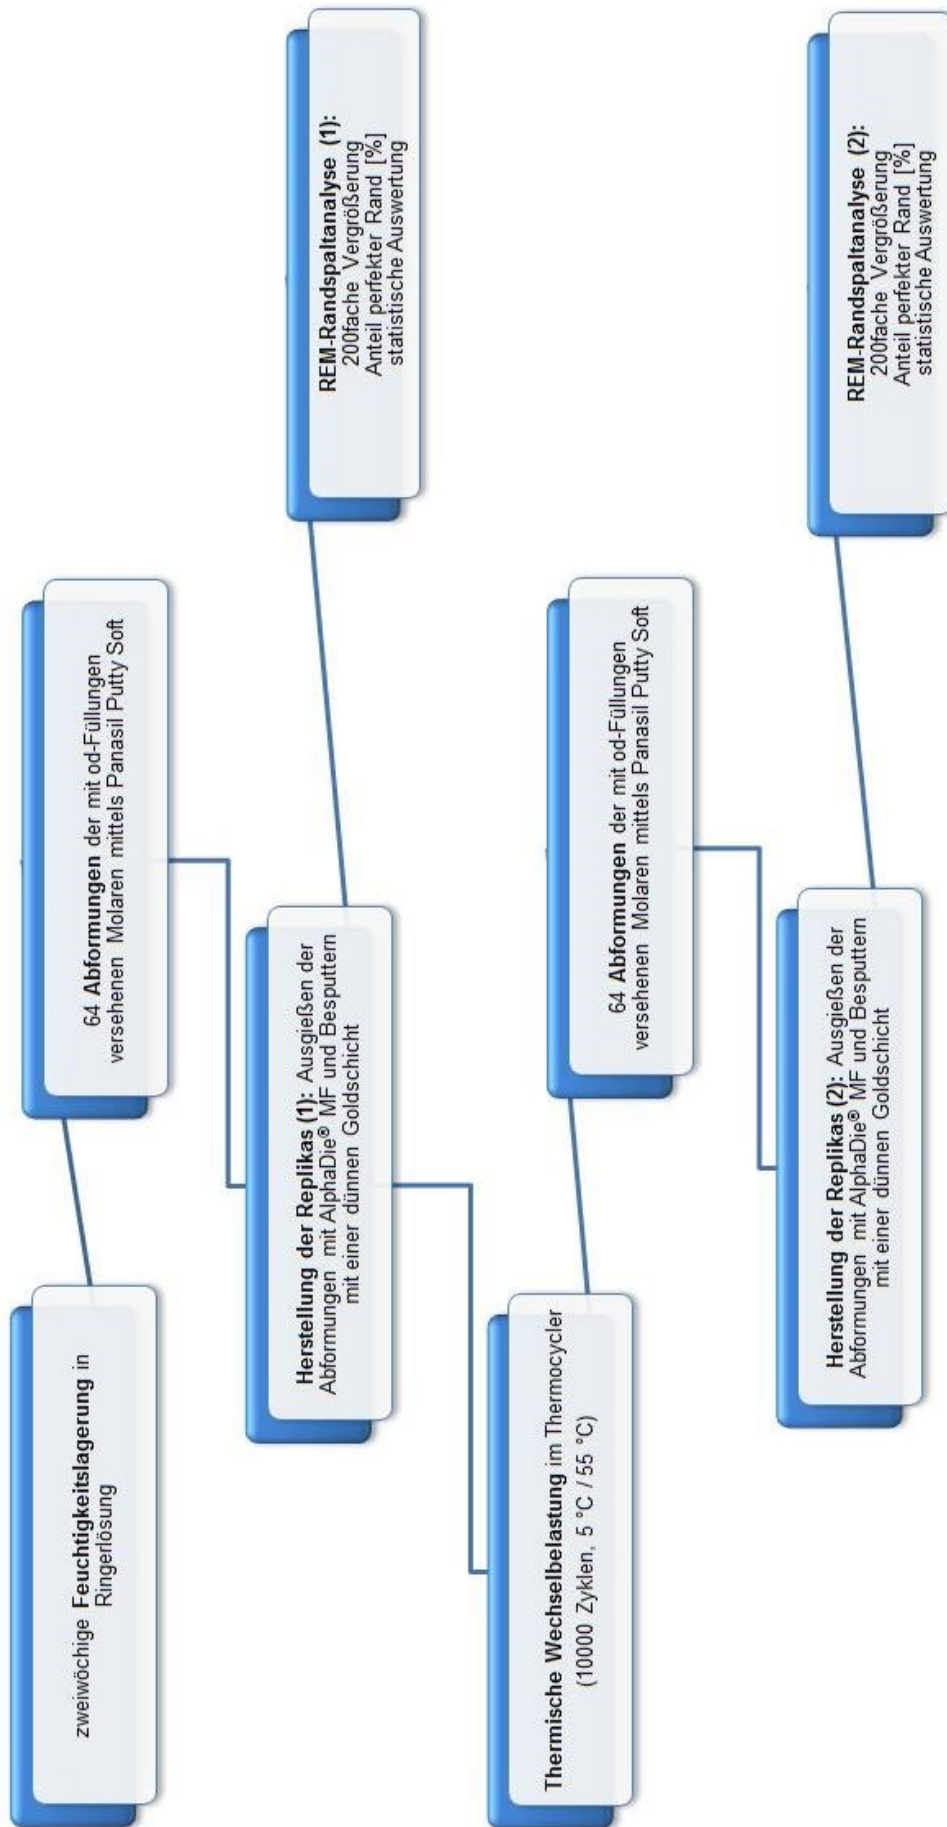 zweiwöchige Feuchtigkeitslagerung in
Ringerlösung
64 Abformungen der mit od-Füllungen
versehenen Molaren mittels Panasil Putty Soft
Herstellung der Replikas (1): Ausgießen der
Abformungen mit AlphaDie® MF und Besputtern
mit einer dünnen Goldschicht
REM-Randspaltanalyse (1):
200fache Vergrößerung
Anteil perfekter Rand [%]
statistische Auswertung
Thermische Wechselbelastung im Thermocycler
(10000 Zyklen, 5 °C / 55 °C)
64 Abformungen der mit od-Füllungen
versehenen Molaren mittels Panasil Putty Soft
Herstellung der Replikas (2): Ausgießen der
Abformungen mit AlphaDie® MF und Besputtern
mit einer dünnen Goldschicht
REM-Randspaltanalyse (2):
200fache Vergrößerung
Anteil perfekter Rand [%]
statistische Auswertung